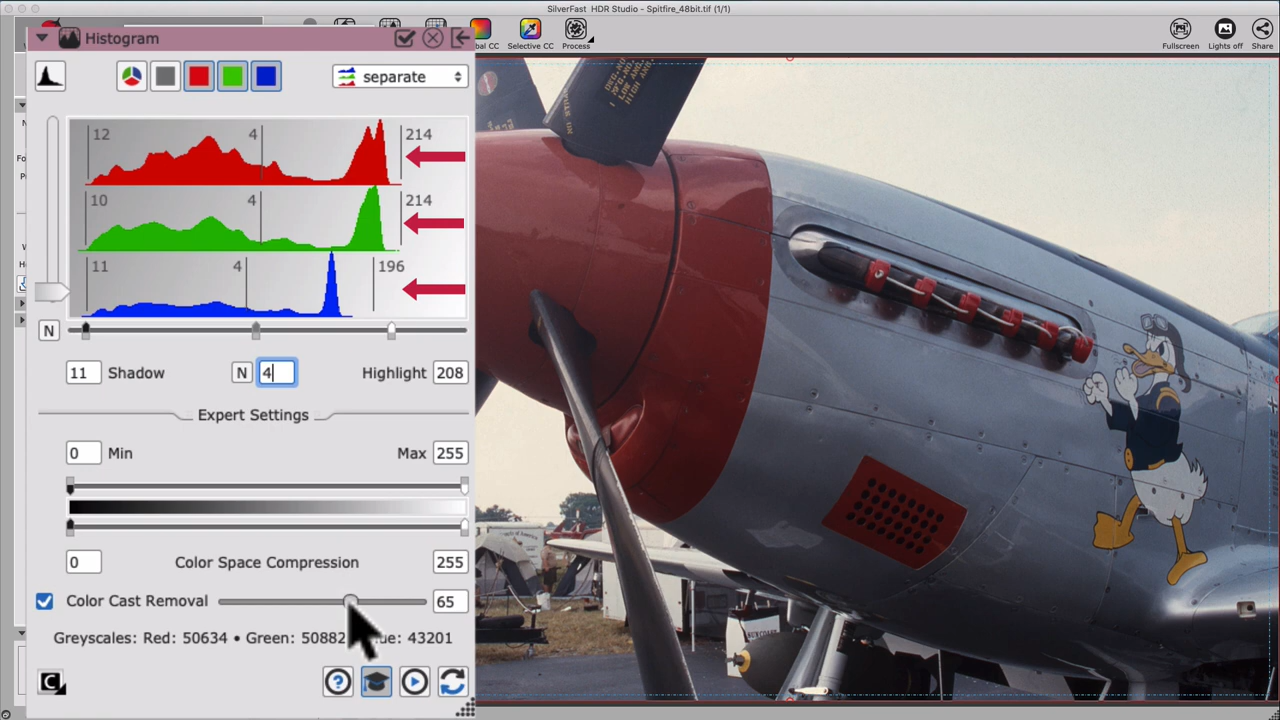 SilverFast HDR Studio - Spitfire_48bit.tif (1/1)
Histogram
Selective CC
Process
Fullscreen
Lights off
Share
separate
12 4 214
10 4 214
11 4 196
N
11 Shadow N 4 Highlight 208
Expert Settings
0 Min Max 255
0 Color Space Compression 255
Color Cast Removal 65
Greyscales: Red: 50634 • Green: 50882 ue: 43201
C